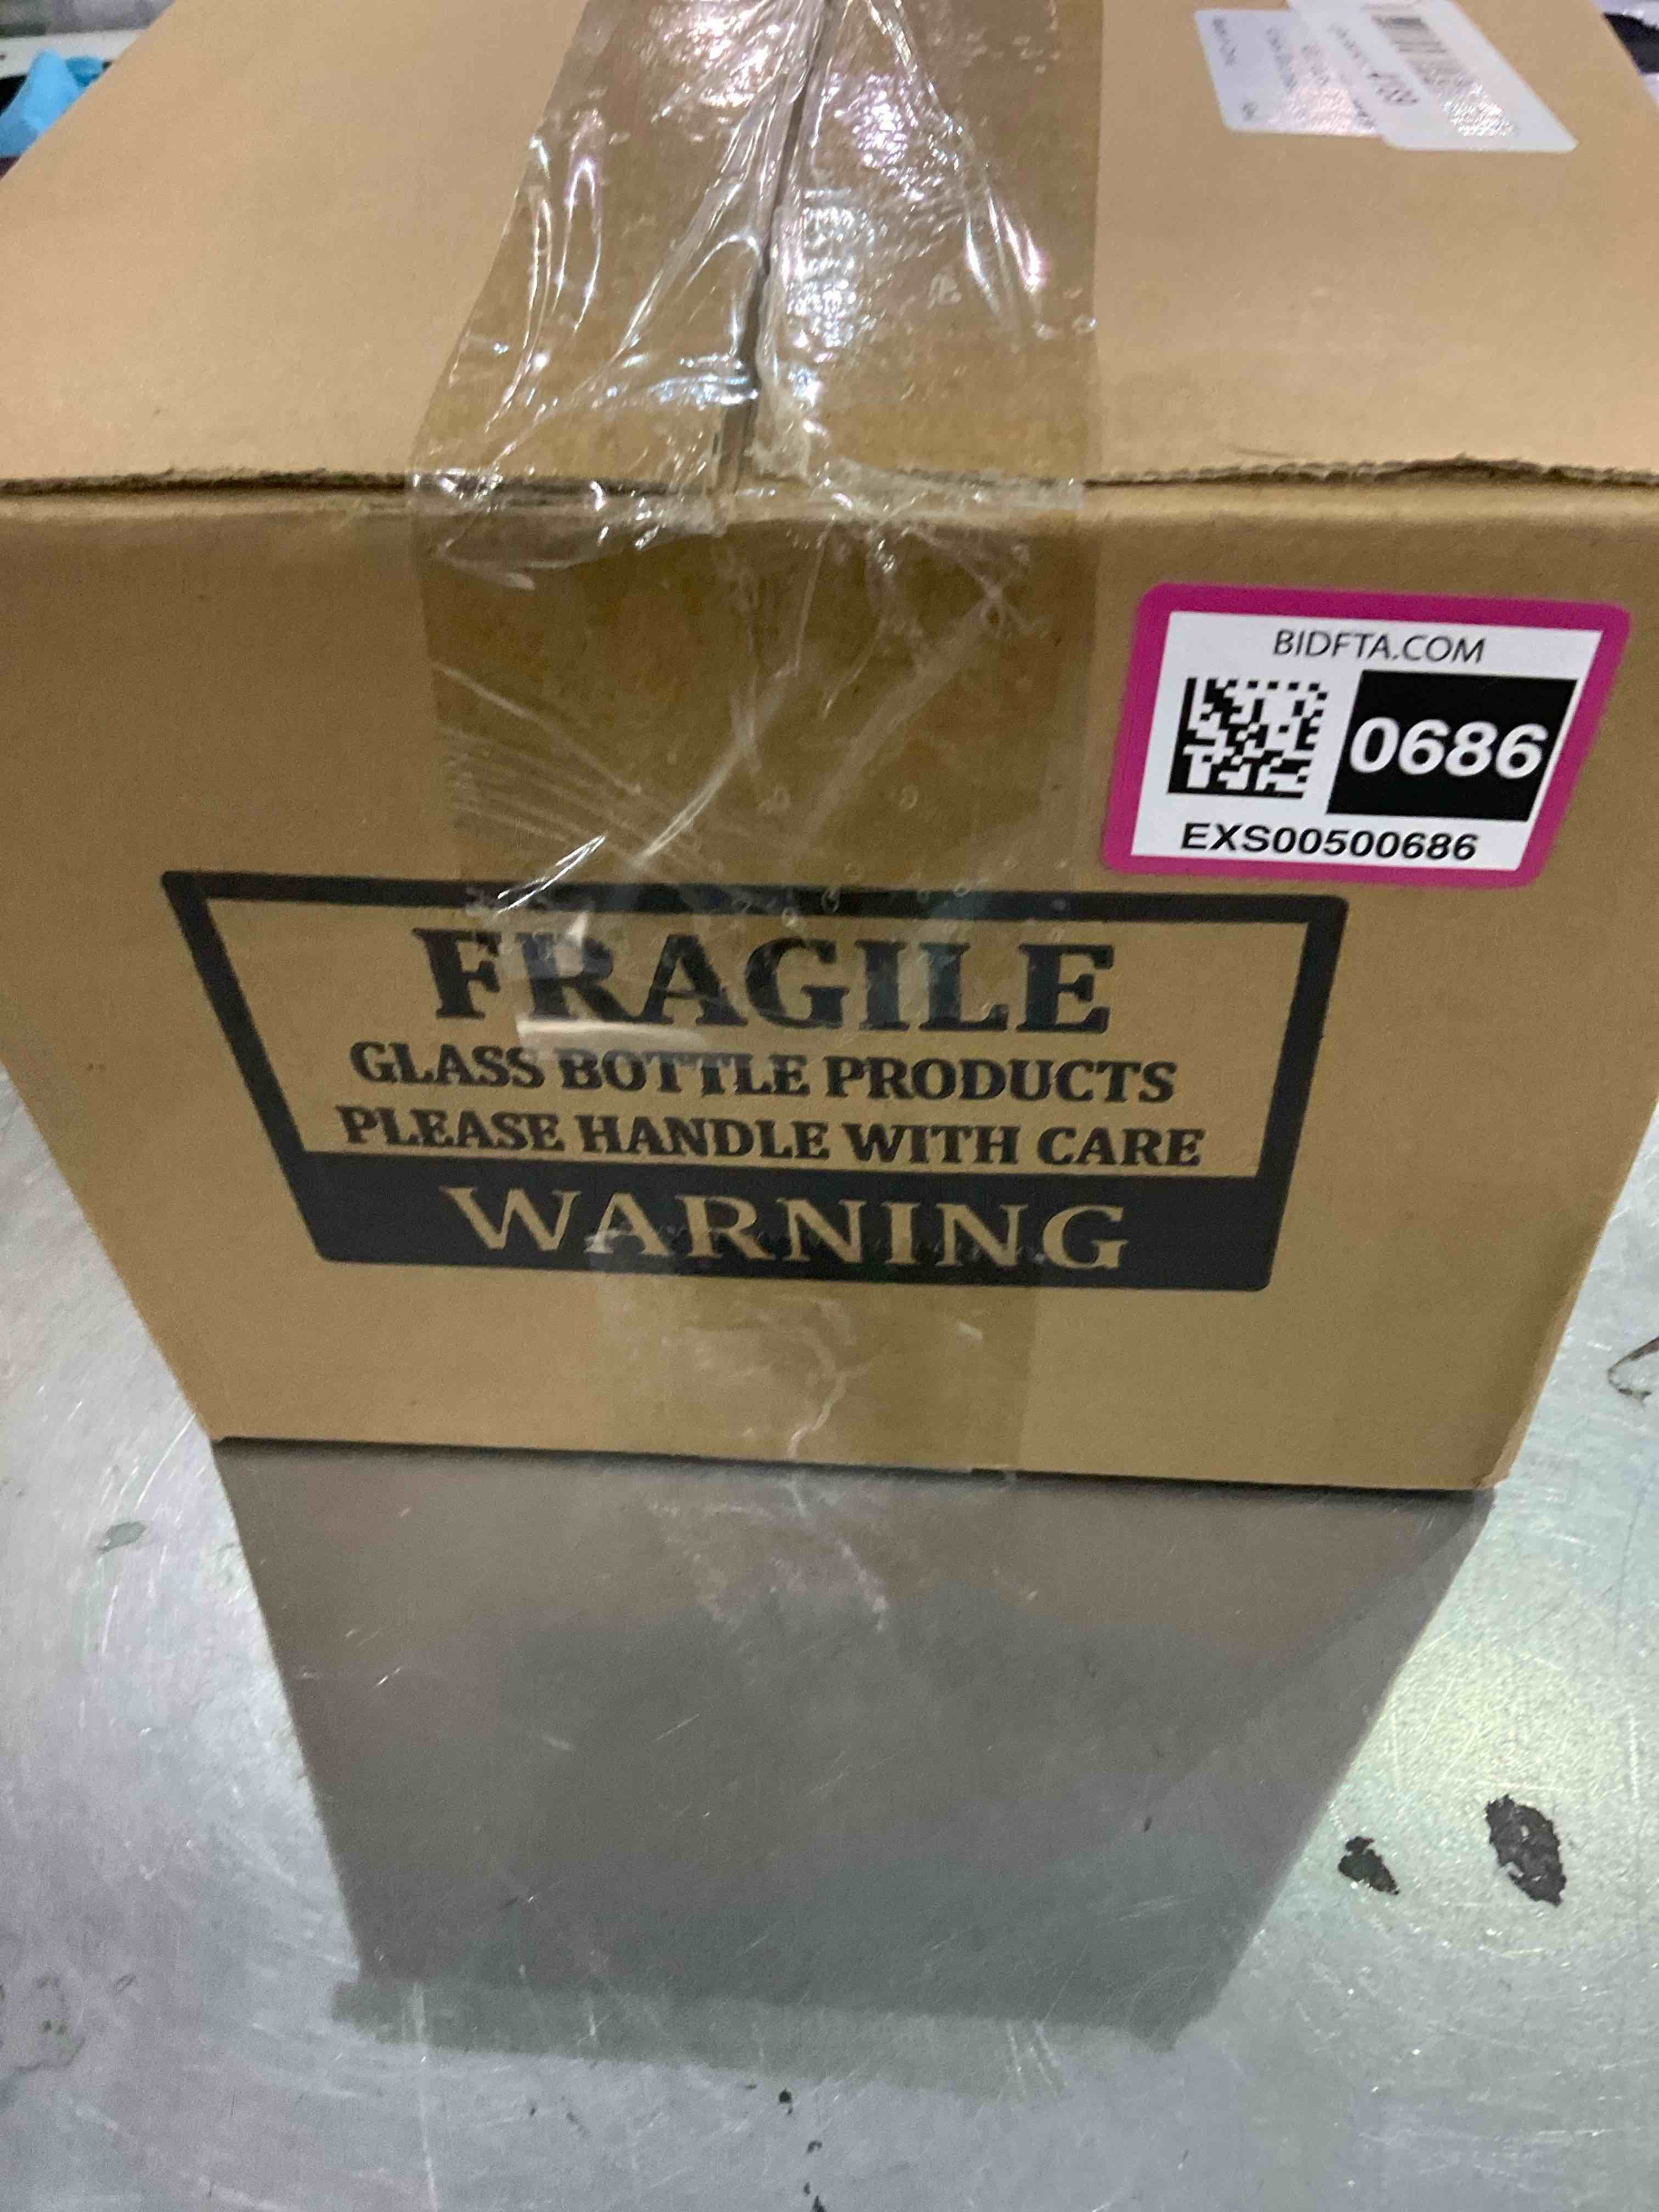 BIDFTA.COM
0686
EXS00500686
FRAGILE
GLASS BOTTLE PRODUCTS
PLEASE HANDLE WITH CARE
WARNING